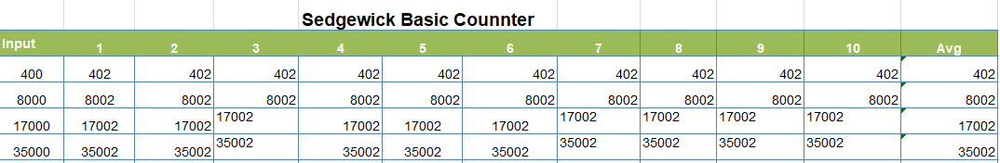 Sedgewick Basic Counnter
Input 1 2 3 4 5 6 7 8 9 10 Avg
400 402 402 402 402 402 402 402 402 402 402 402
8000 8002 8002 8002 8002 8002 8002 8002 8002 8002 8002 8002
17000 17002 17002 17002 17002 17002 17002 17002 17002 17002 17002 17002
35000 35002 35002 35002 35002 35002 35002 35002 35002 35002 35002 35002